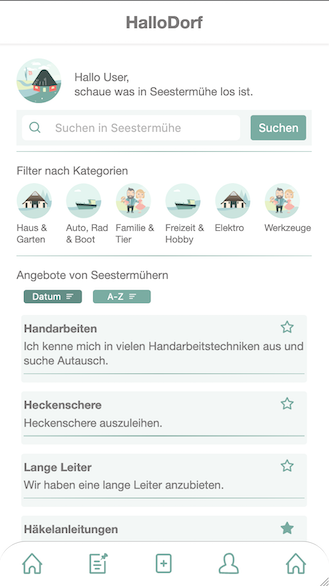 HalloDorf
Hallo User,
schaue was in Seestermühe los ist.
Suchen in Seestermühe
Suchen
Filter nach Kategorien
Haus &
Garten
Auto, Rad
& Boot
Familie &
Tier
Freizeit &
Hobby
Elektro
Werkzeuge
Angebote von Seestermühern
Datum
A-Z
Handarbeiten
Ich kenne mich in vielen Handarbeitstechniken aus und
suche Autausch.
Heckenschere
Heckenschere auszuleihen.
Lange Leiter
Wir haben eine lange Leiter anzubieten.
Häkelanleitungen